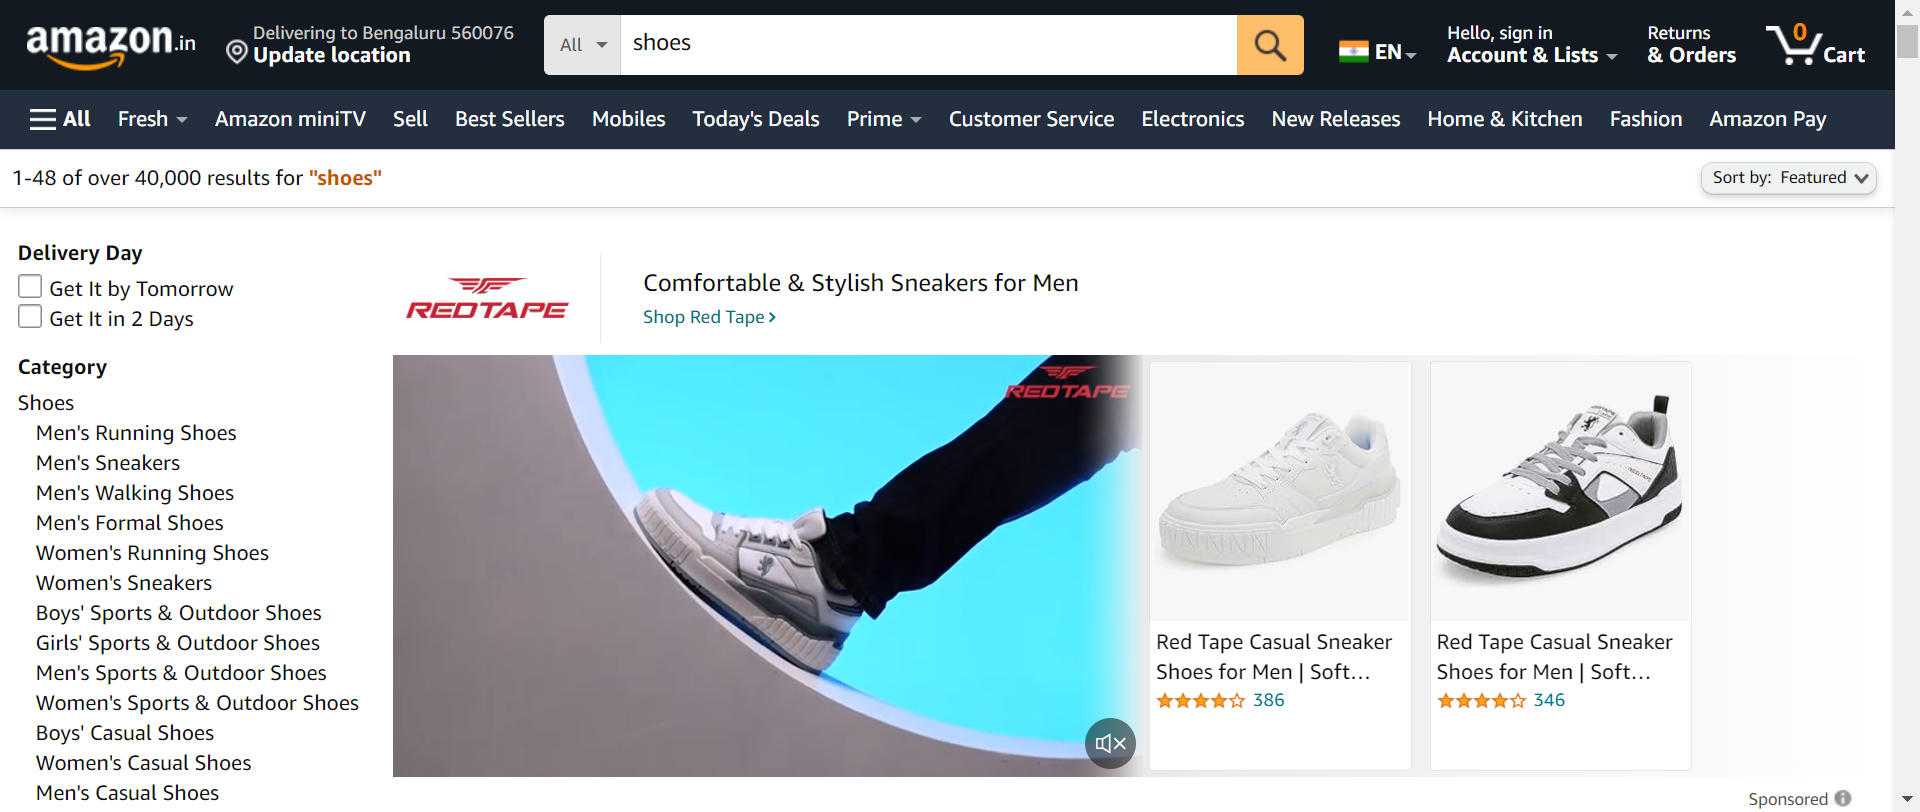 amazon.in
Delivering to Bengaluru 560076
Update location
All
shoes
EN
Hello, sign in
Account & Lists
Returns
& Orders
0
Cart
All
Fresh
Amazon miniTV
Sell
Best Sellers
Mobiles
Today's Deals
Prime
Customer Service
Electronics
New Releases
Home & Kitchen
Fashion
Amazon Pay
1-48 of over 40,000 results for "shoes"
Sort by: Featured
Delivery Day
Get It by Tomorrow
Get It in 2 Days
Category
Shoes
Men's Running Shoes
Men's Sneakers
Men's Walking Shoes
Men's Formal Shoes
Women's Running Shoes
Women's Sneakers
Boys' Sports & Outdoor Shoes
Girls' Sports & Outdoor Shoes
Men's Sports & Outdoor Shoes
Women's Sports & Outdoor Shoes
Boys' Casual Shoes
Women's Casual Shoes
Men's Casual Shoes
REDTAPE
Comfortable & Stylish Sneakers for Men
Shop Red Tape
REDTAPE
Red Tape Casual Sneaker
Shoes for Men | Soft…
386
REDTAPE
REDTAPE
Red Tape Casual Sneaker
Shoes for Men | Soft…
346
Sponsored